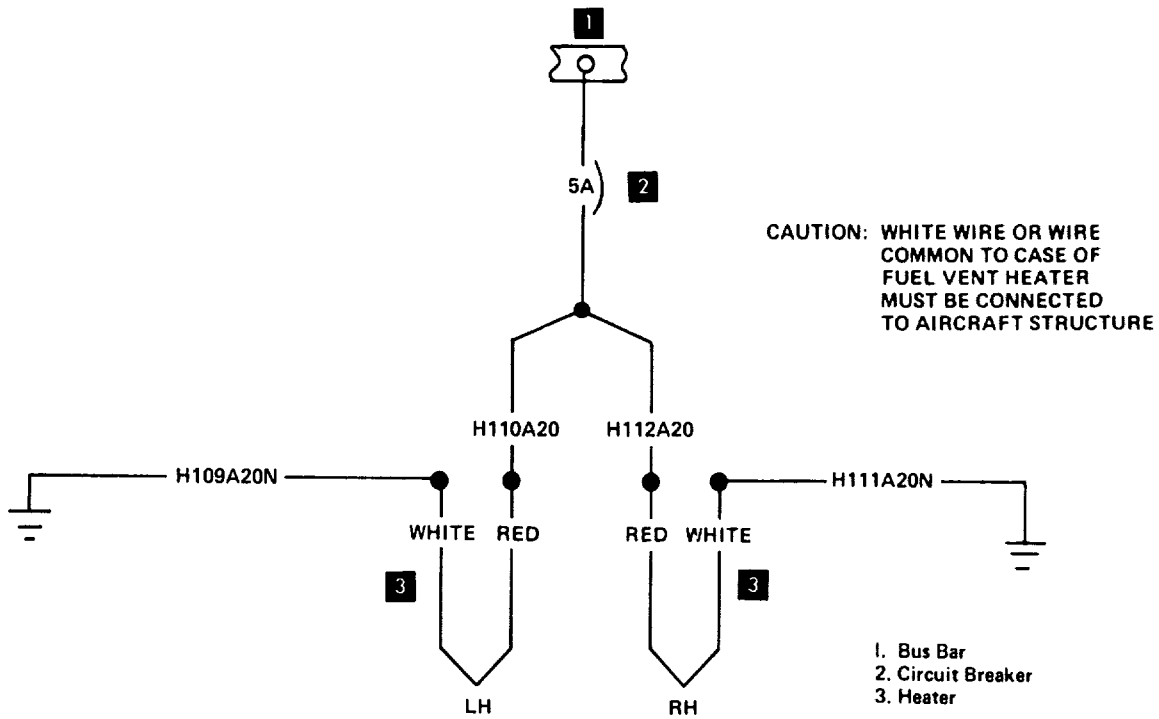 1
5A
2
CAUTION: WHITE WIRE OR WIRE
COMMON TO CASE OF
FUEL VENT HEATER
MUST BE CONNECTED
TO AIRCRAFT STRUCTURE
H110A20 H112A20
H109A20N
H111A20N
WHITE RED
RED WHITE
3
3
LH
RH
1. Bus Bar
2. Circuit Breaker
3. Heater